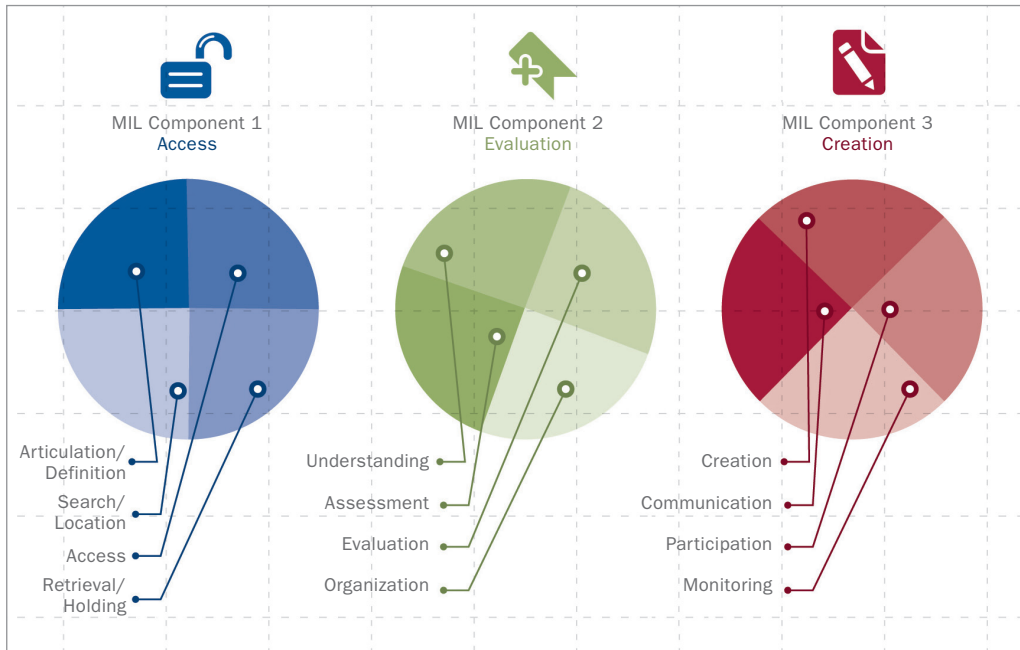 MIL Component 1
Access
MIL Component 2
Evaluation
MIL Component 3
Creation
Articulation/
Definition
Search/
Location
Access
Retrieval/
Holding
Understanding
Assessment
Evaluation
Organization
Creation
Communication
Participation
Monitoring